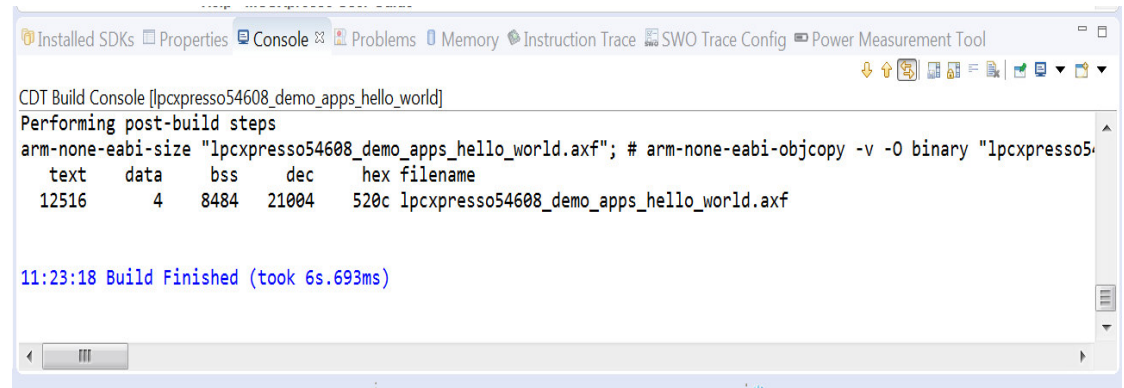 Installed SDKs Properties Console Problems Memory Instruction Trace SWO Trace Config Power Measurement Tool
CDT Build Console [lpcxpresso54608_demo_apps_hello_world]
Performing post-build steps
arm-none-eabi-size "lpcxpresso54608_demo_apps_hello_world.axf"; # arm-none-eabi-objcopy -v -O binary "lpcxpresso54
text data bss dec hex filename
12516 4 8484 21004 520c lpcxpresso54608_demo_apps_hello_world.axf
11:23:18 Build Finished (took 6s.693ms)